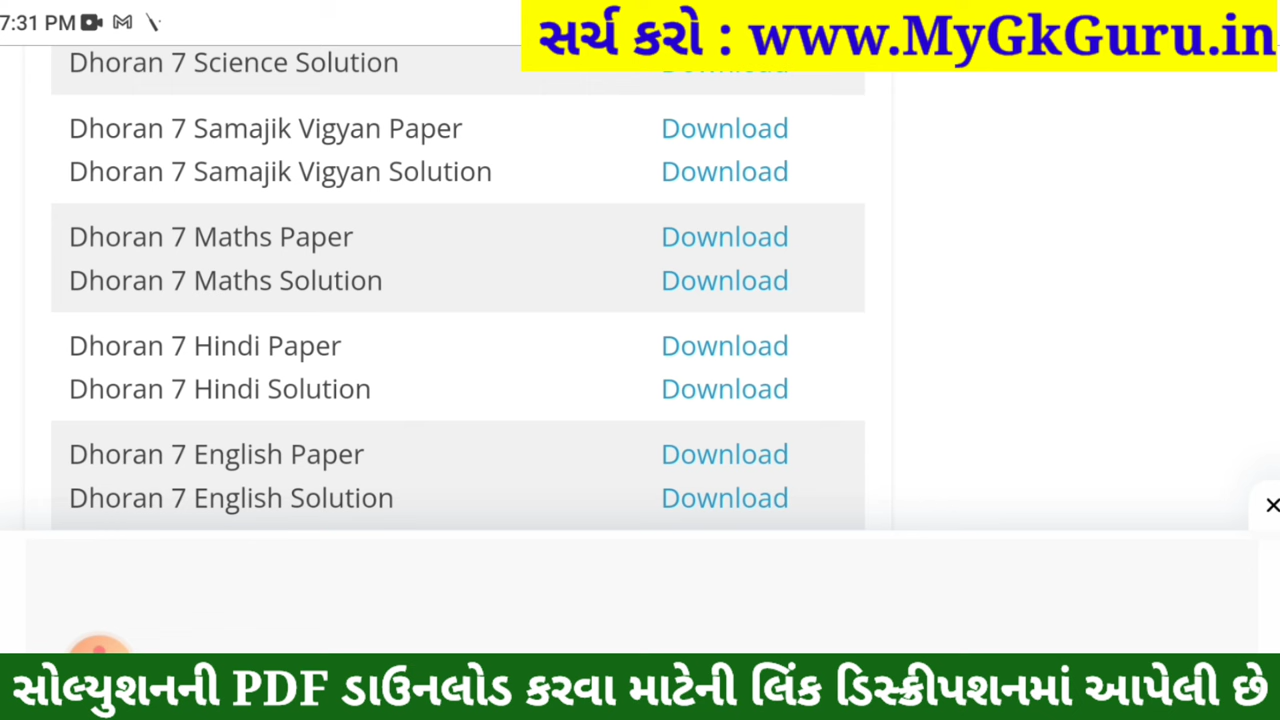 7:31 PM
સર્ચ કરો : www.MyGkGuru.in
Dhoran 7 Science Solution
Dhoran 7 Samajik Vigyan Paper Download
Dhoran 7 Samajik Vigyan Solution Download
Dhoran 7 Maths Paper Download
Dhoran 7 Maths Solution Download
Dhoran 7 Hindi Paper Download
Dhoran 7 Hindi Solution Download
Dhoran 7 English Paper Download
Dhoran 7 English Solution Download
સોલ્યુશનની PDF ડાઉનલોડ કરવા માટેની લિંક ડિસ્ક્રીપશનમાં આપેલી છે